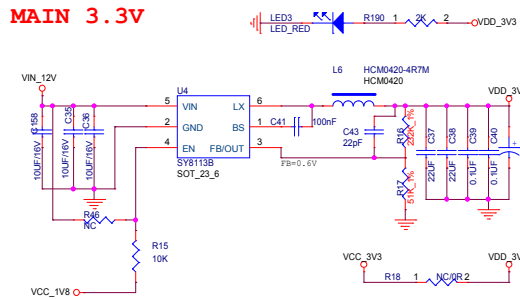 MAIN 3.3V
LED3
LED_RED
R190
1
2K
2
VDD_3V3
L6
HCM0420-4R7M
HCM0420
VIN_12V
VDD_3V
U4
5
VIN
LX
6
GND
BS
1
2
4
EN
FB/OUT
3
SY8113B
SOT_23_6
C41
100nF
C43
22pF
FB=0.6V
C158
10UF/16V
C35
10UF/16V
C36
10UF/16V
R16
232K_1%
R17
51K_1%
C37
22UF
C38
22UF
C39
0.1UF
C40
0.1UF
R46
NC
R15
10K
VCC_1V8
VCC_3V3
VDD_3V
R18
1
NC/0R
2